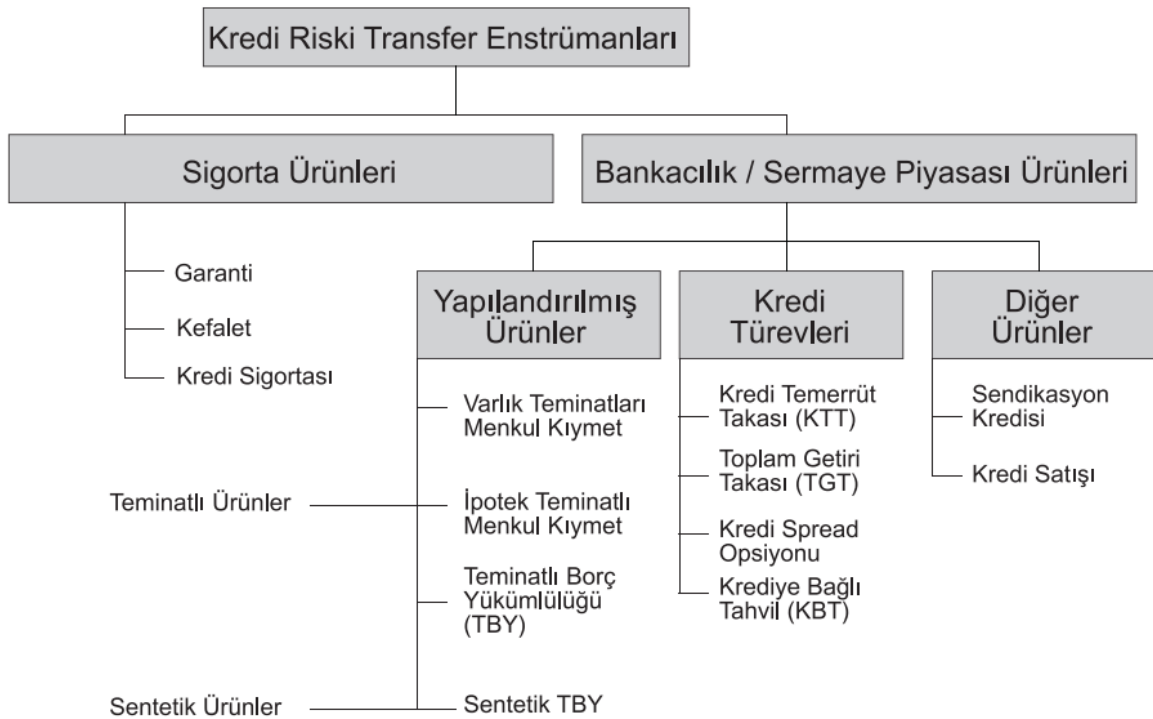 Kredi Riski Transfer Enstrümanları
Sigorta Ürünleri
Bankacılık / Sermaye Piyasası Ürünleri
Garanti
Kefalet
Kredi Sigortası
Yapılandırılmış
Ürünler
Kredi
Türevleri
Diğer
Ürünler
Varlık Teminatları
Menkul Kıymet
İpotek Teminatlı
Menkul Kıymet
Teminatlı Borç
Yükümlülüğü
(TBY)
Sentetik TBY
Teminatlı Ürünler
Sentetik Ürünler
Kredi Temerrüt
Takası (KTT)
Toplam Getiri
Takası (TGT)
Kredi Spread
Opsiyonu
Krediye Bağlı
Tahvil (KBT)
Sendikasyon
Kredisi
Kredi Satışı